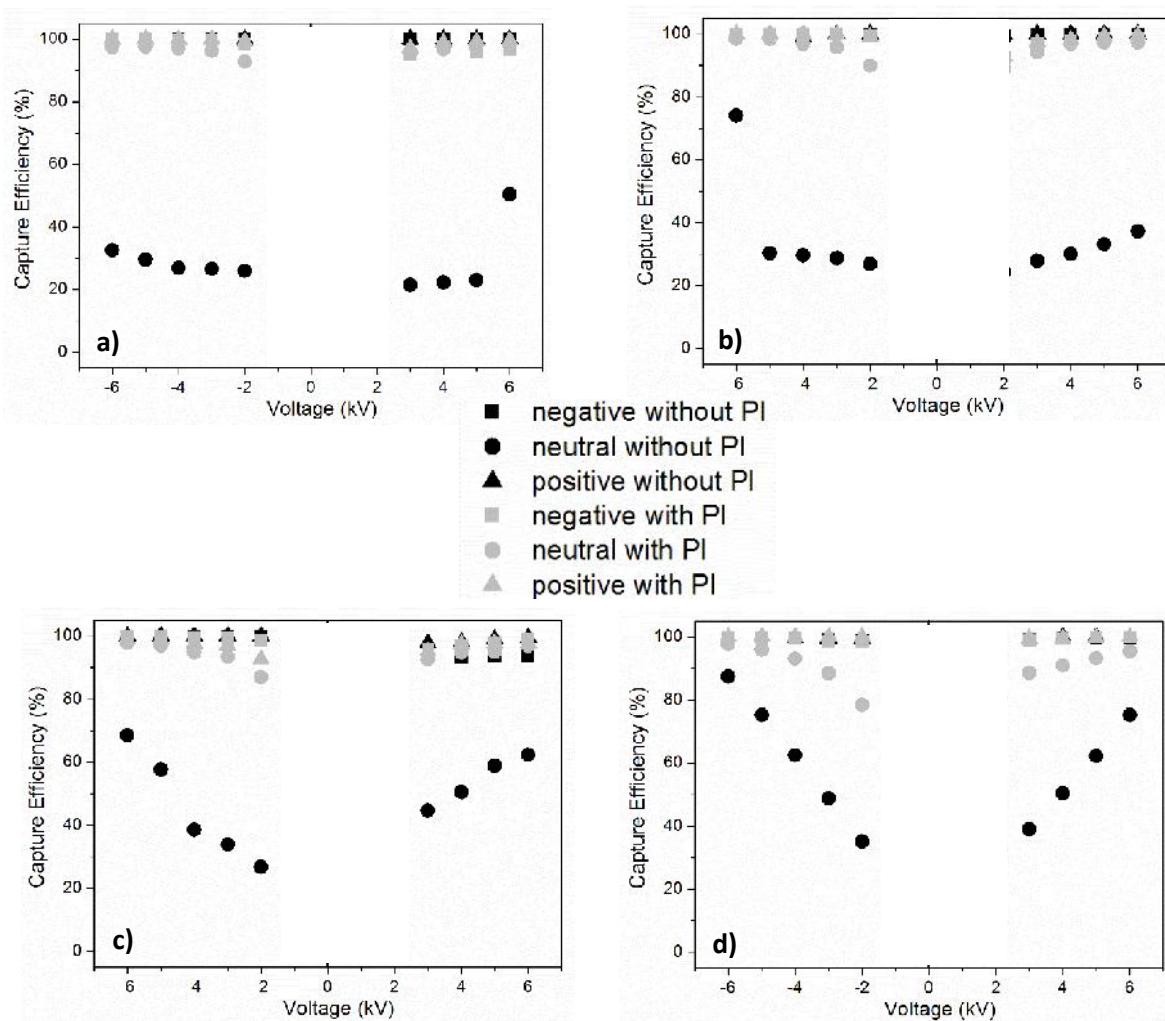 100
80
60
40
20
0
Capture Efficiency (%)
a)
-6 -4 -2 0 2 4 6
Voltage (kV)
100
80
60
40
20
0
Capture Efficiency (%)
b)
6 4 2 0 2 4 6
Voltage (kV)
negative without PI
neutral without PI
positive without PI
negative with PI
neutral with PI
positive with PI
100
80
60
40
20
0
Capture Efficiency (%)
c)
6 4 2 0 2 4 6
Voltage (kV)
100
80
60
40
20
0
Capture Efficiency (%)
d)
-6 -4 -2 0 2 4 6
Voltage (kV)